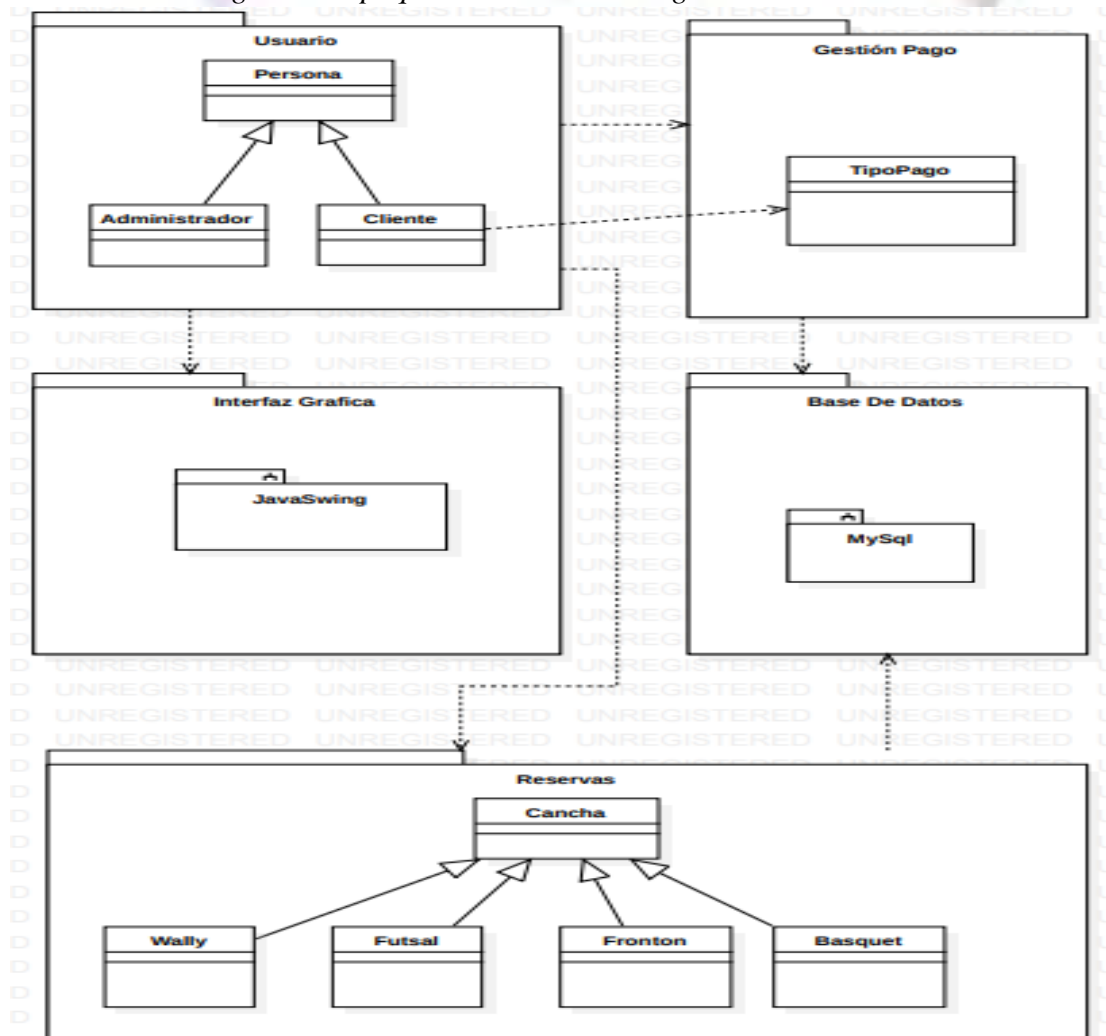 Usuario
Persona
Administrador
Cliente
Gestión Pago
TipoPago
Interfaz Grafica
JavaSwing
Base De Datos
MySql
Reservas
Cancha
Wally
Futsal
Fronton
Basquet
UNREGISTERED